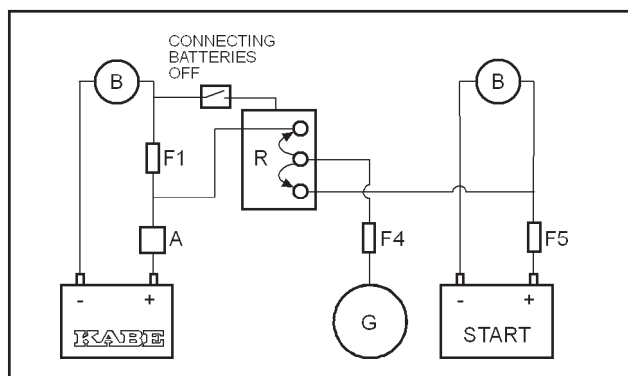 CONNECTING
BATTERIES
OFF
B
B
F1
R
A
F4
F5
- +
KABE
G
- +
START